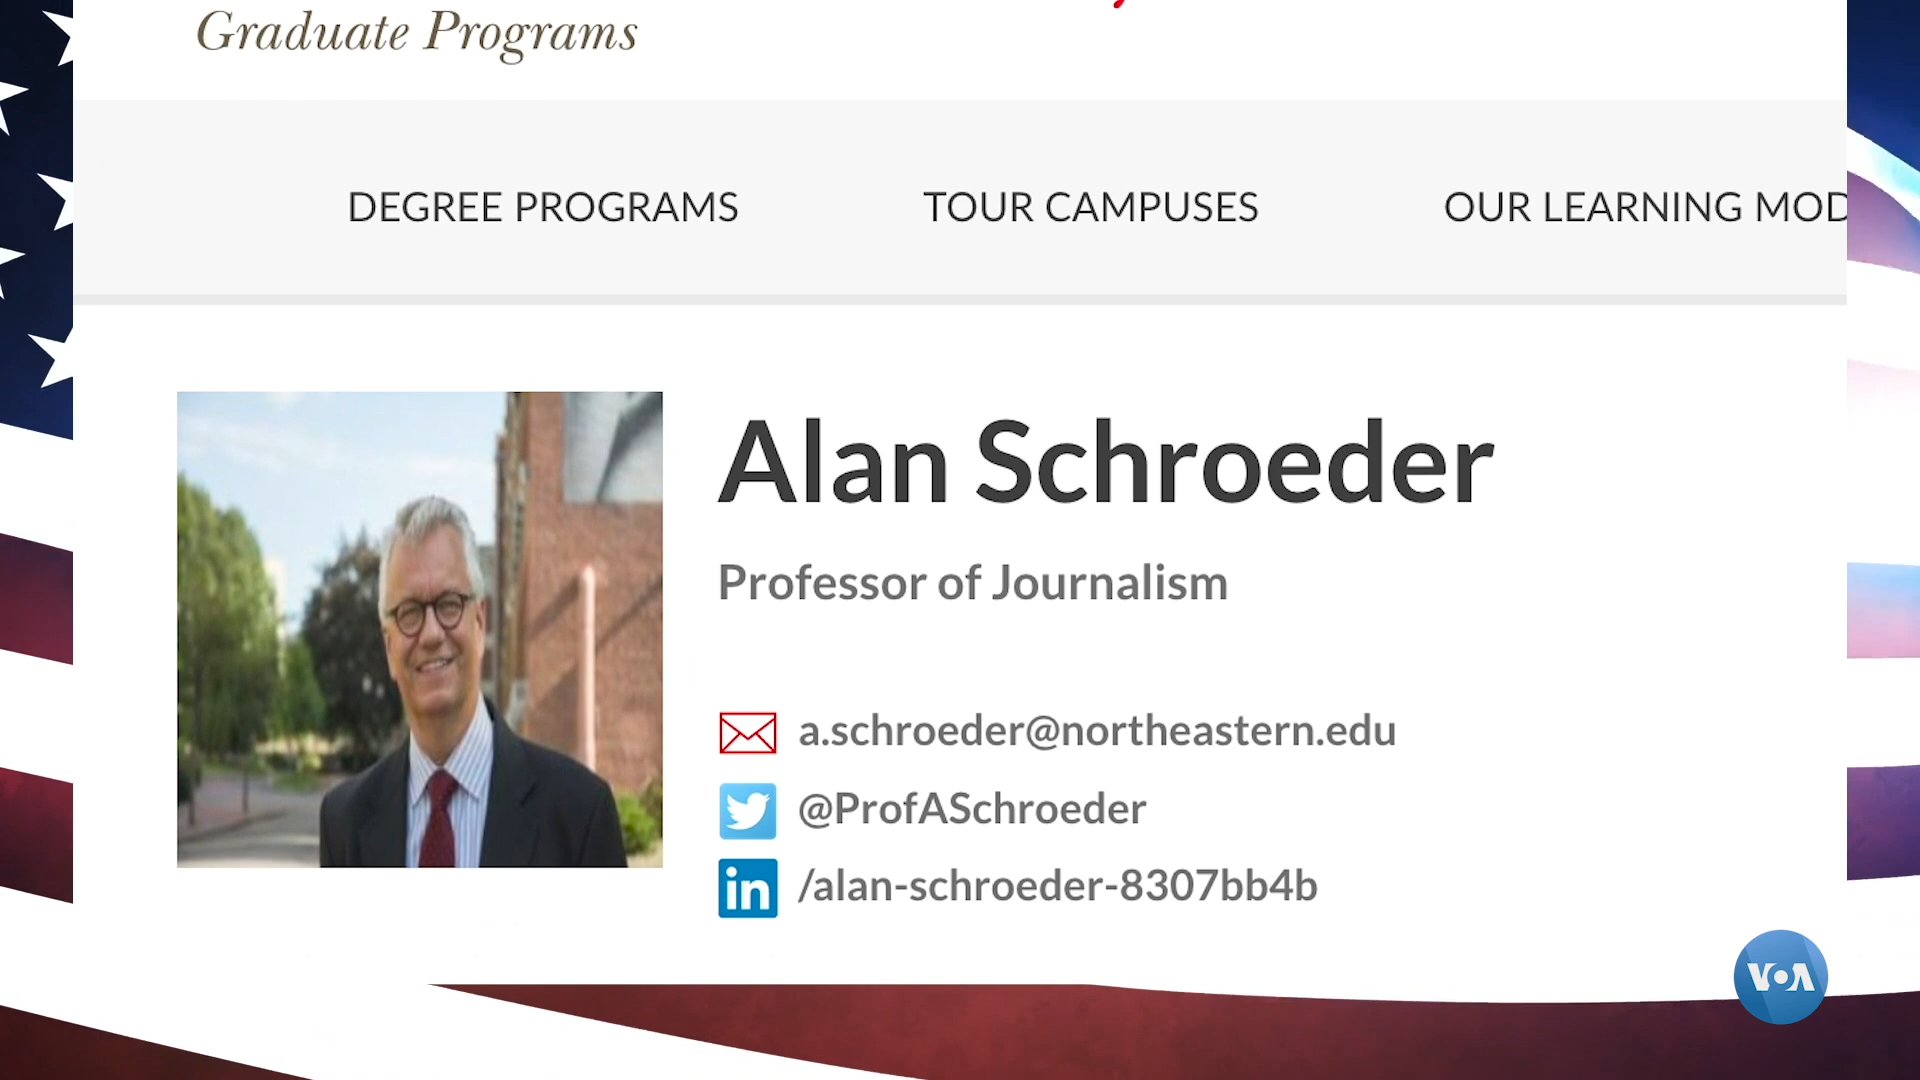 Graduate Programs
DEGREE PROGRAMS TOUR CAMPUSES OUR LEARNING MOD
Alan Schroeder
Professor of Journalism
a.schroeder@northeastern.edu
@ProfASchroeder
in /alan-schroeder-8307bb4b
VOA